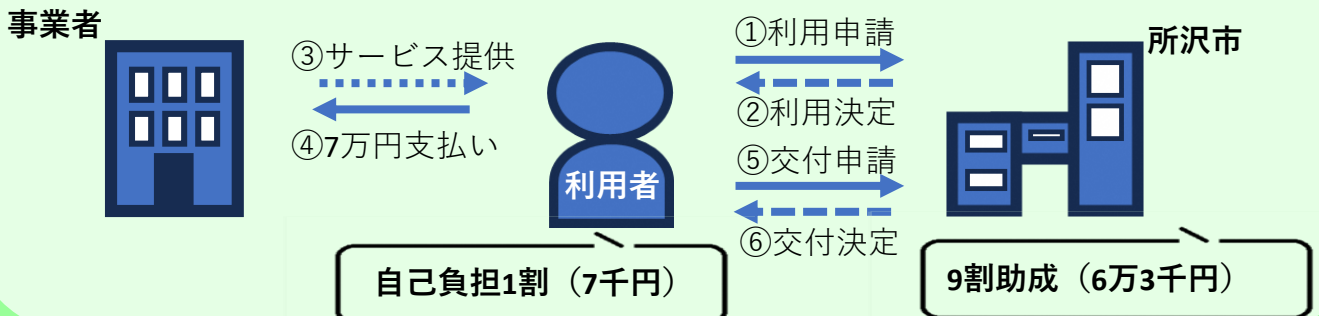 事業者
③サービス提供
④7万円支払い
利用者
①利用申請
②利用決定
⑤交付申請
⑥交付決定
所沢市
自己負担1割（7千円）
9割助成（6万3千円）